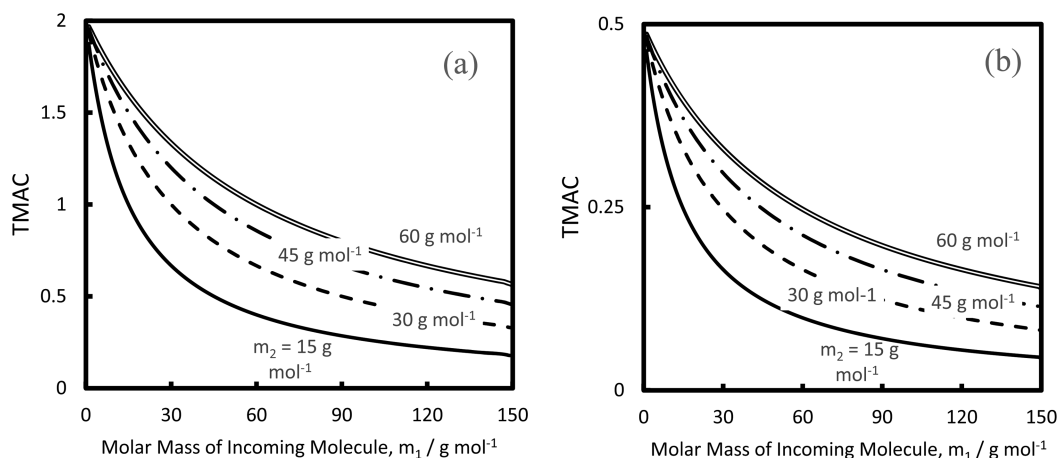 2
1.5
1
0.5
0
TMAC
(a)
60 g mol-1
45 g mol-1
30 g mol-1
m2 = 15 g
mol-1
0 30 60 90 120 150
Molar Mass of Incoming Molecule, m1 / g mol-1
0.5
0.25
0
TMAC
(b)
60 g mol-1
30 g mol-1
45 g mol-1
m2 = 15 g
mol-1
0 30 60 90 120 150
Molar Mass of Incoming Molecule, m1 / g mol-1